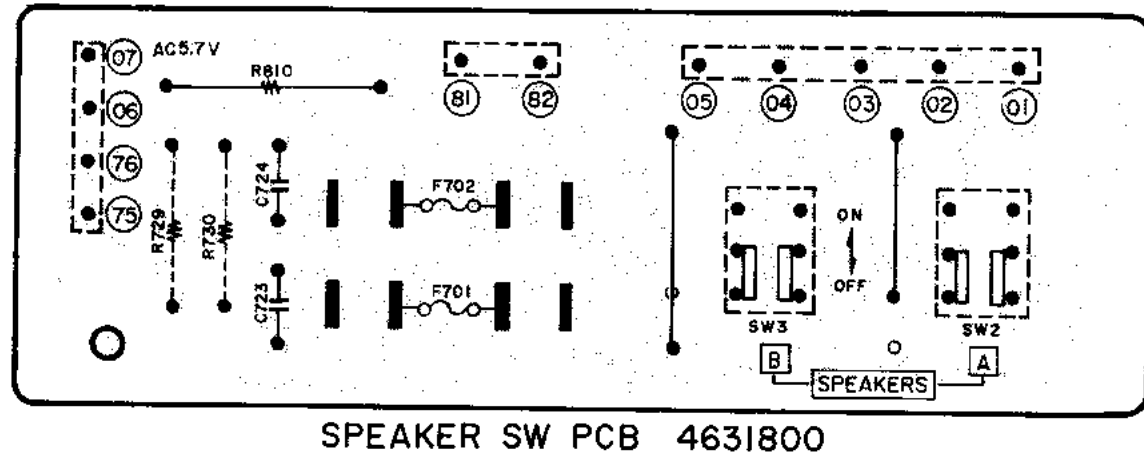 07 AC5.7V
R810
81 82
05 04 03 02 01
06
76
75
R729
R730
C724
C723
F702
F701
ON
OFF
SW3
SW2
B
A
SPEAKERS
SPEAKER SW PCB 4631800